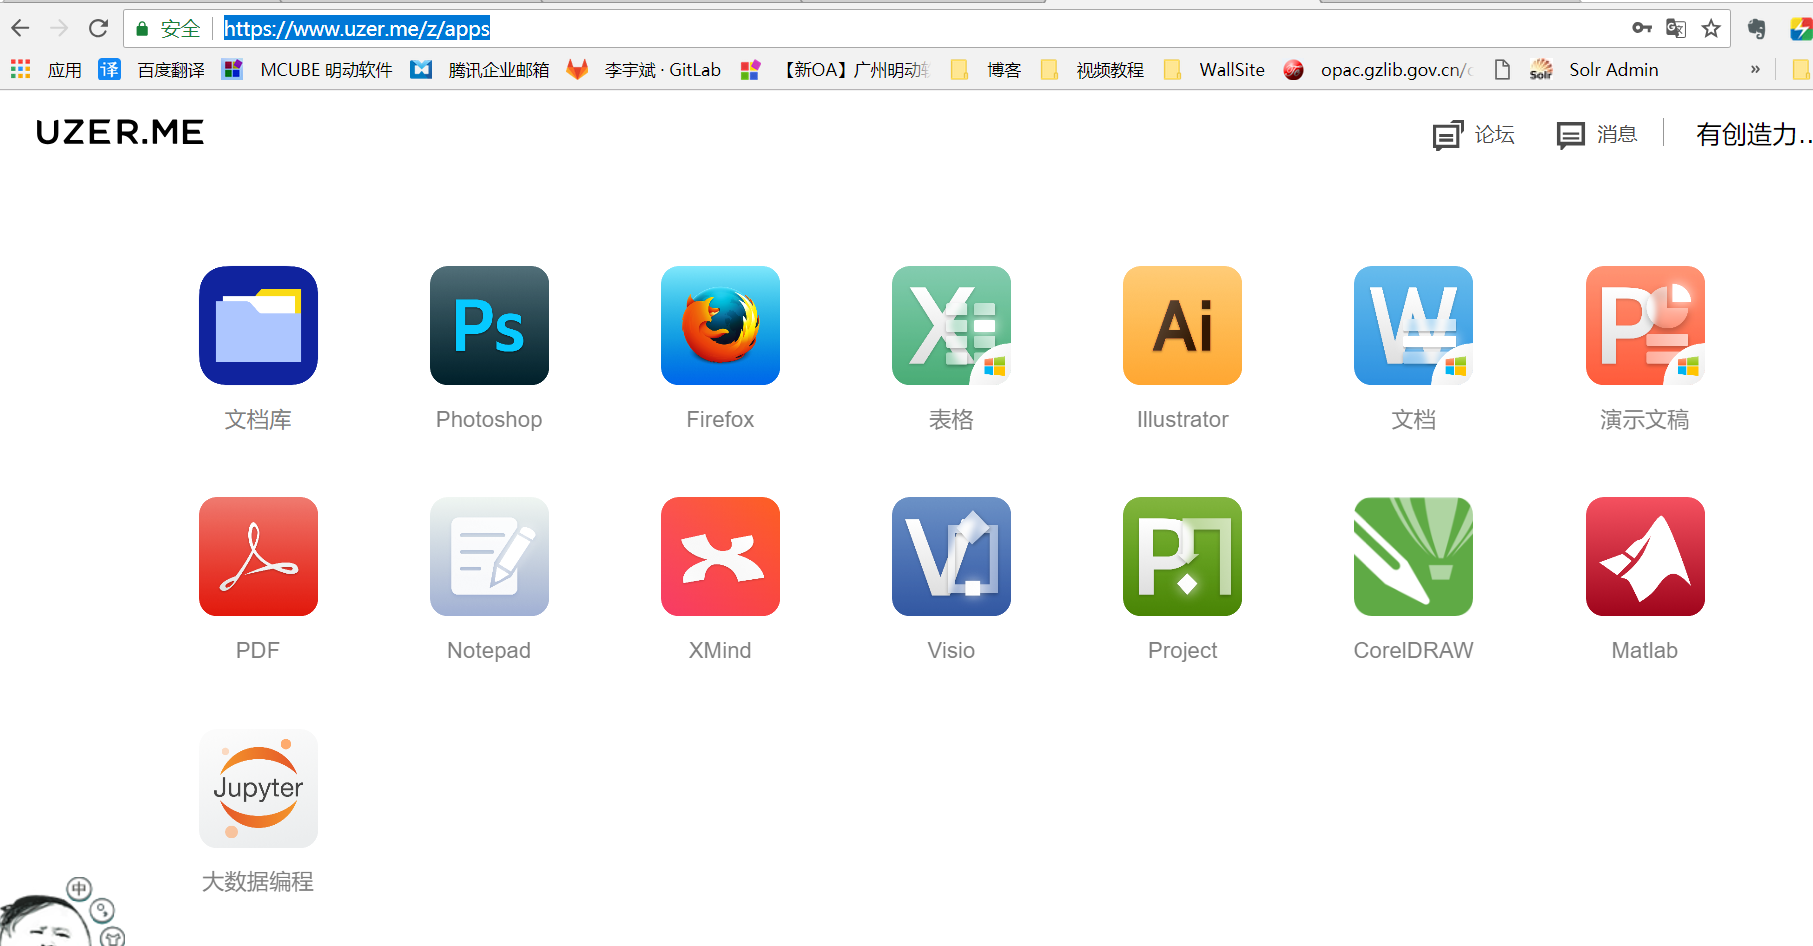 安全 https://www.uzer.me/z/apps
应用 译 百度翻译 MCUBE 明动软件 腾讯企业邮箱 李宇斌 · GitLab 【新OA】广州明动 博客 视频教程 WallSite opac.gzlib.gov.cn/ Solr Solr Admin »
UZER.ME 论坛 消息 有创造力...
Ps X Ai W P
文档库 Photoshop Firefox 表格 Illustrator 文档 演示文稿
V P
PDF Notepad XMind Visio Project CorelDRAW Matlab
Jupyter
大数据编程
中